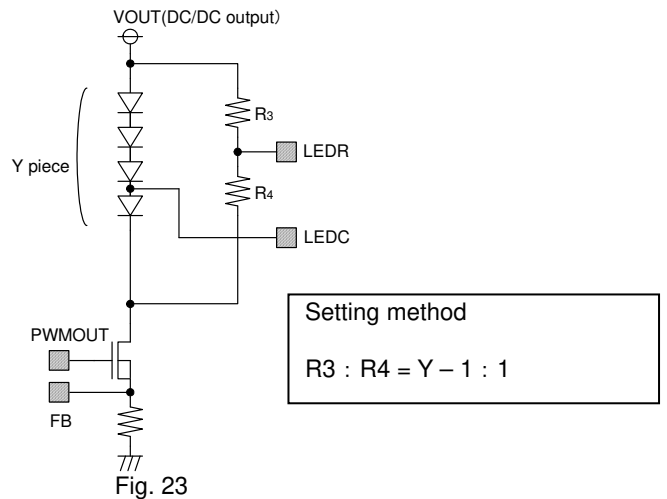 VOUT(DC/DC output)
R3
LEDR
Y piece
R4
LEDC
Setting method
PWMOUT
R3 : R4 = Y – 1 : 1
FB
Fig. 23